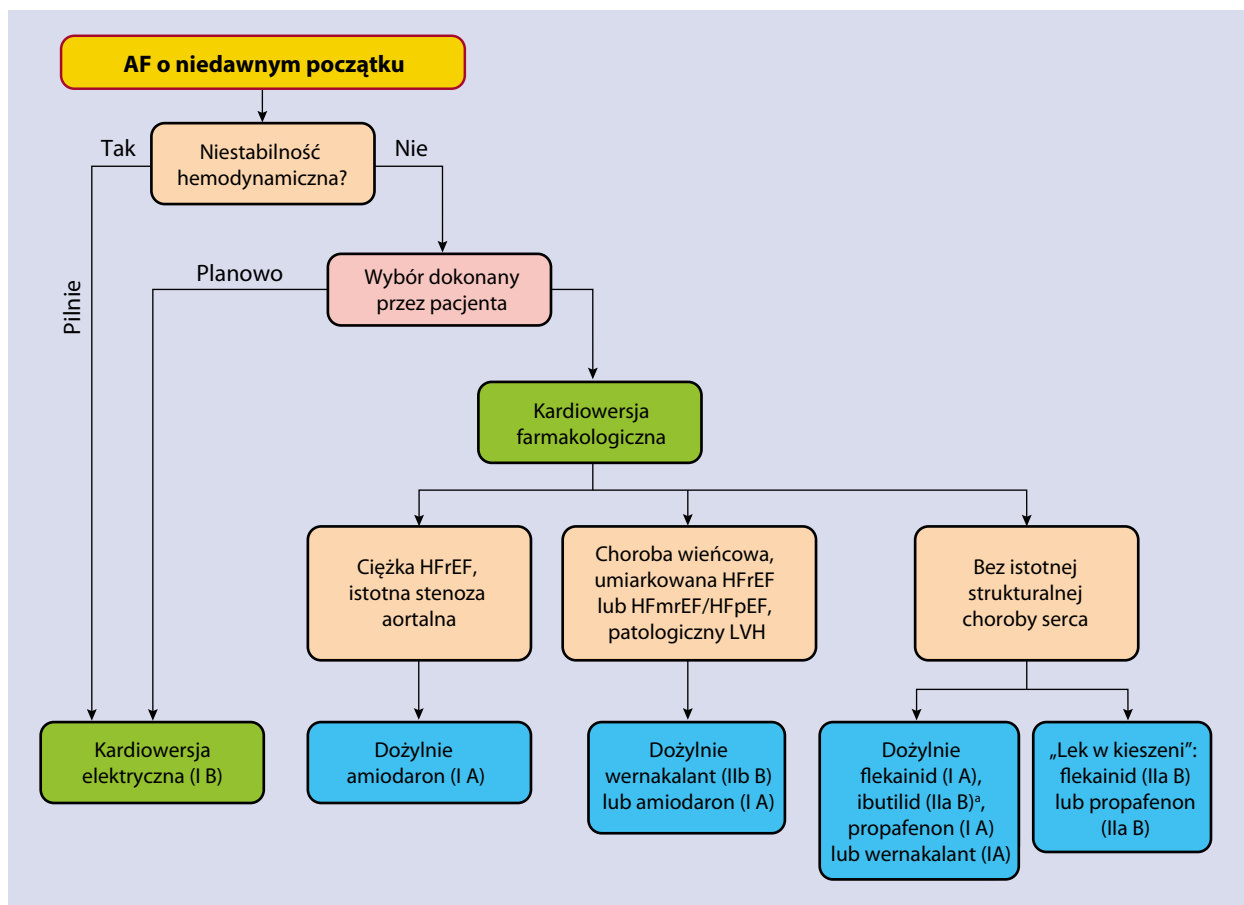 AF o niedawnym początku
Tak
Niestabilność
hemodynamiczna?
Nie
Pilnie
Planowo
Wybór dokonany
przez pacjenta
Kardiowersja
farmakologiczna
Ciężka HFrEF,
istotna stenoza
aortalna
Choroba wieńcowa,
umiarkowana HFrEF
lub HFmrEF/HFpEF,
patologiczny LVH
Bez istotnej
strukturalnej
choroby serca
Kardiowersja
elektryczna (I B)
Dożylnie
amiodaron (I A)
Dożylnie
wernakalant (IIb B)
lub amiodaron (I A)
Dożylnie
flekainid (I A),
ibutilid (IIa B)ᵃ,
propafenon (I A)
lub wernakalant (IA)
„Lek w kieszeni”:
flekainid (IIa B)
lub propafenon
(IIa B)